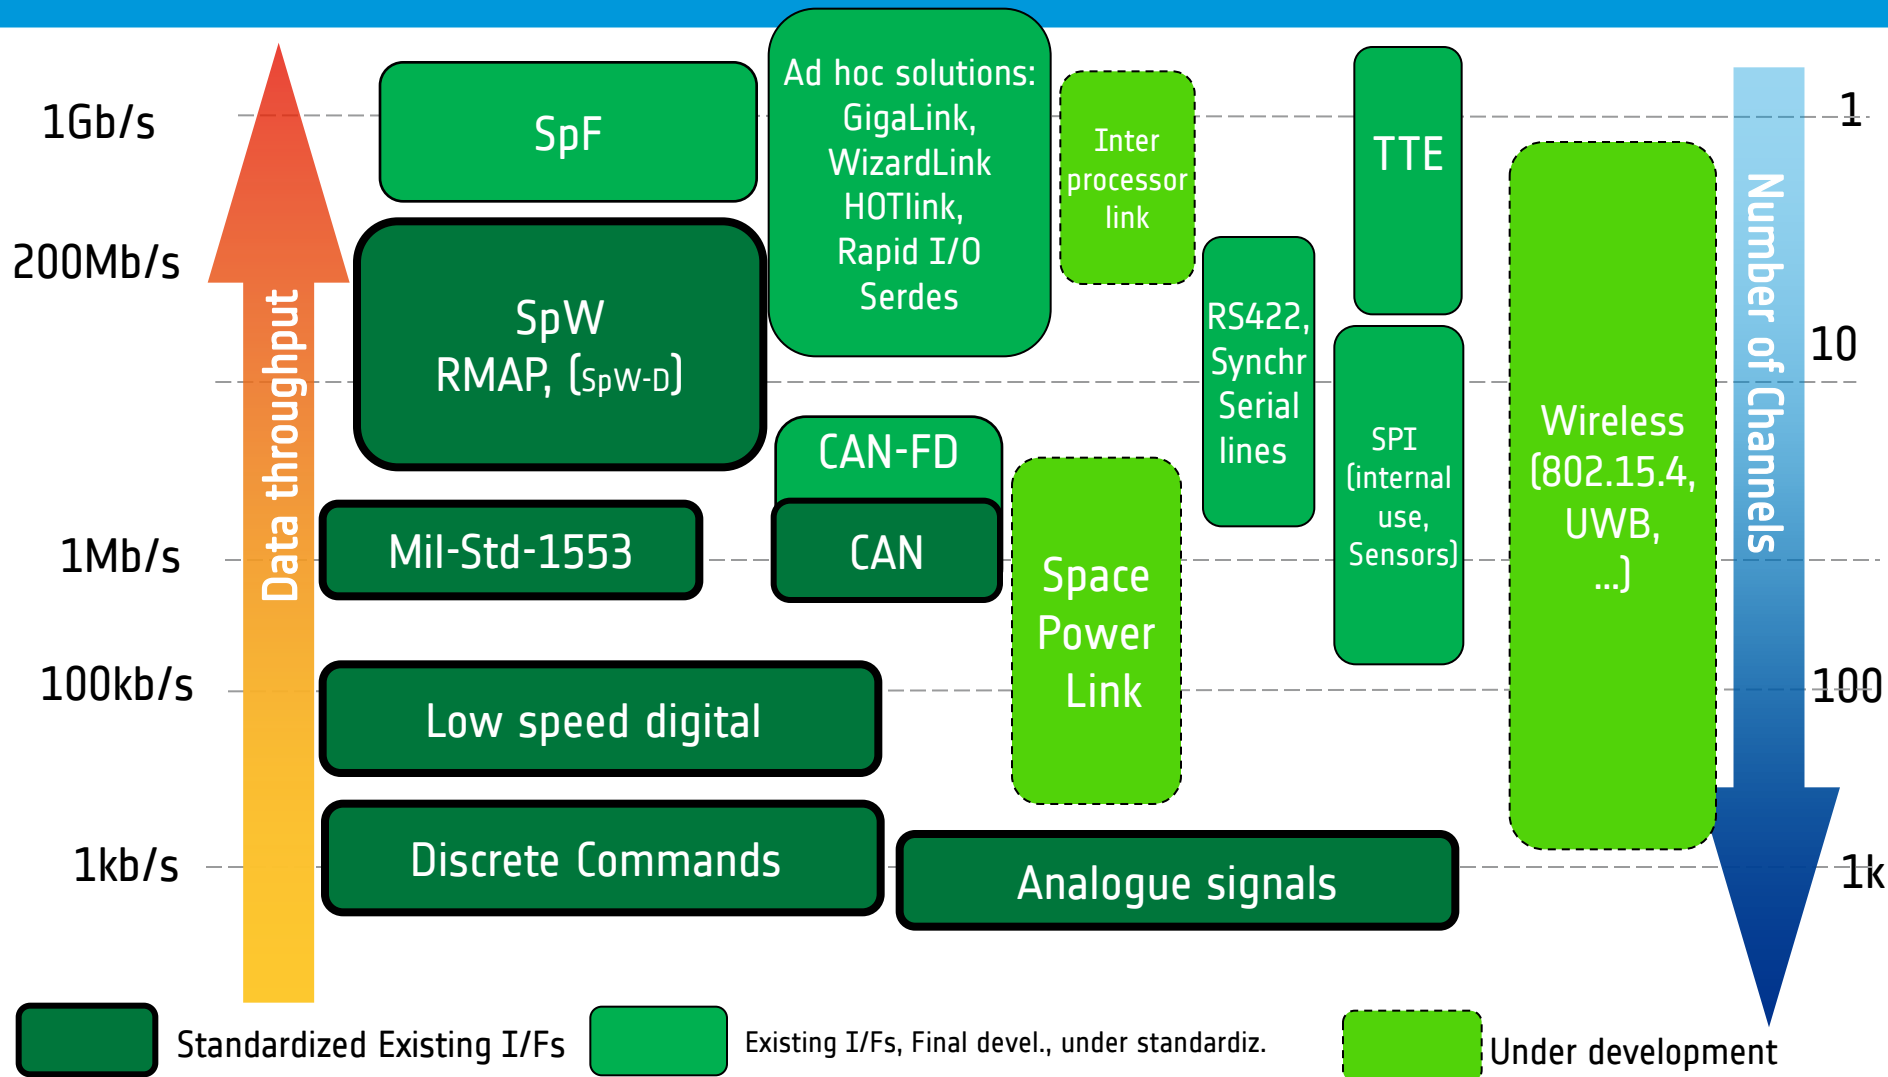 1Gb/s
200Mb/s
1Mb/s
100kb/s
1kb/s
Data throughput
SpF
SpW
RMAP, (SpW-D)
Mil-Std-1553
Low speed digital
Discrete Commands
Ad hoc solutions:
GigaLink,
WizardLink
HOTlink,
Rapid I/O
Serdes
CAN-FD
CAN
Inter
processor
link
Space
Power
Link
Analogue signals
RS422,
Synchr
Serial
lines
TTE
SPI
(internal
use,
Sensors)
Wireless
(802.15.4,
UWB,
...)
Number of Channels
1
10
100
1k
Standardized Existing I/Fs
Existing I/Fs, Final devel., under standardiz.
Under development